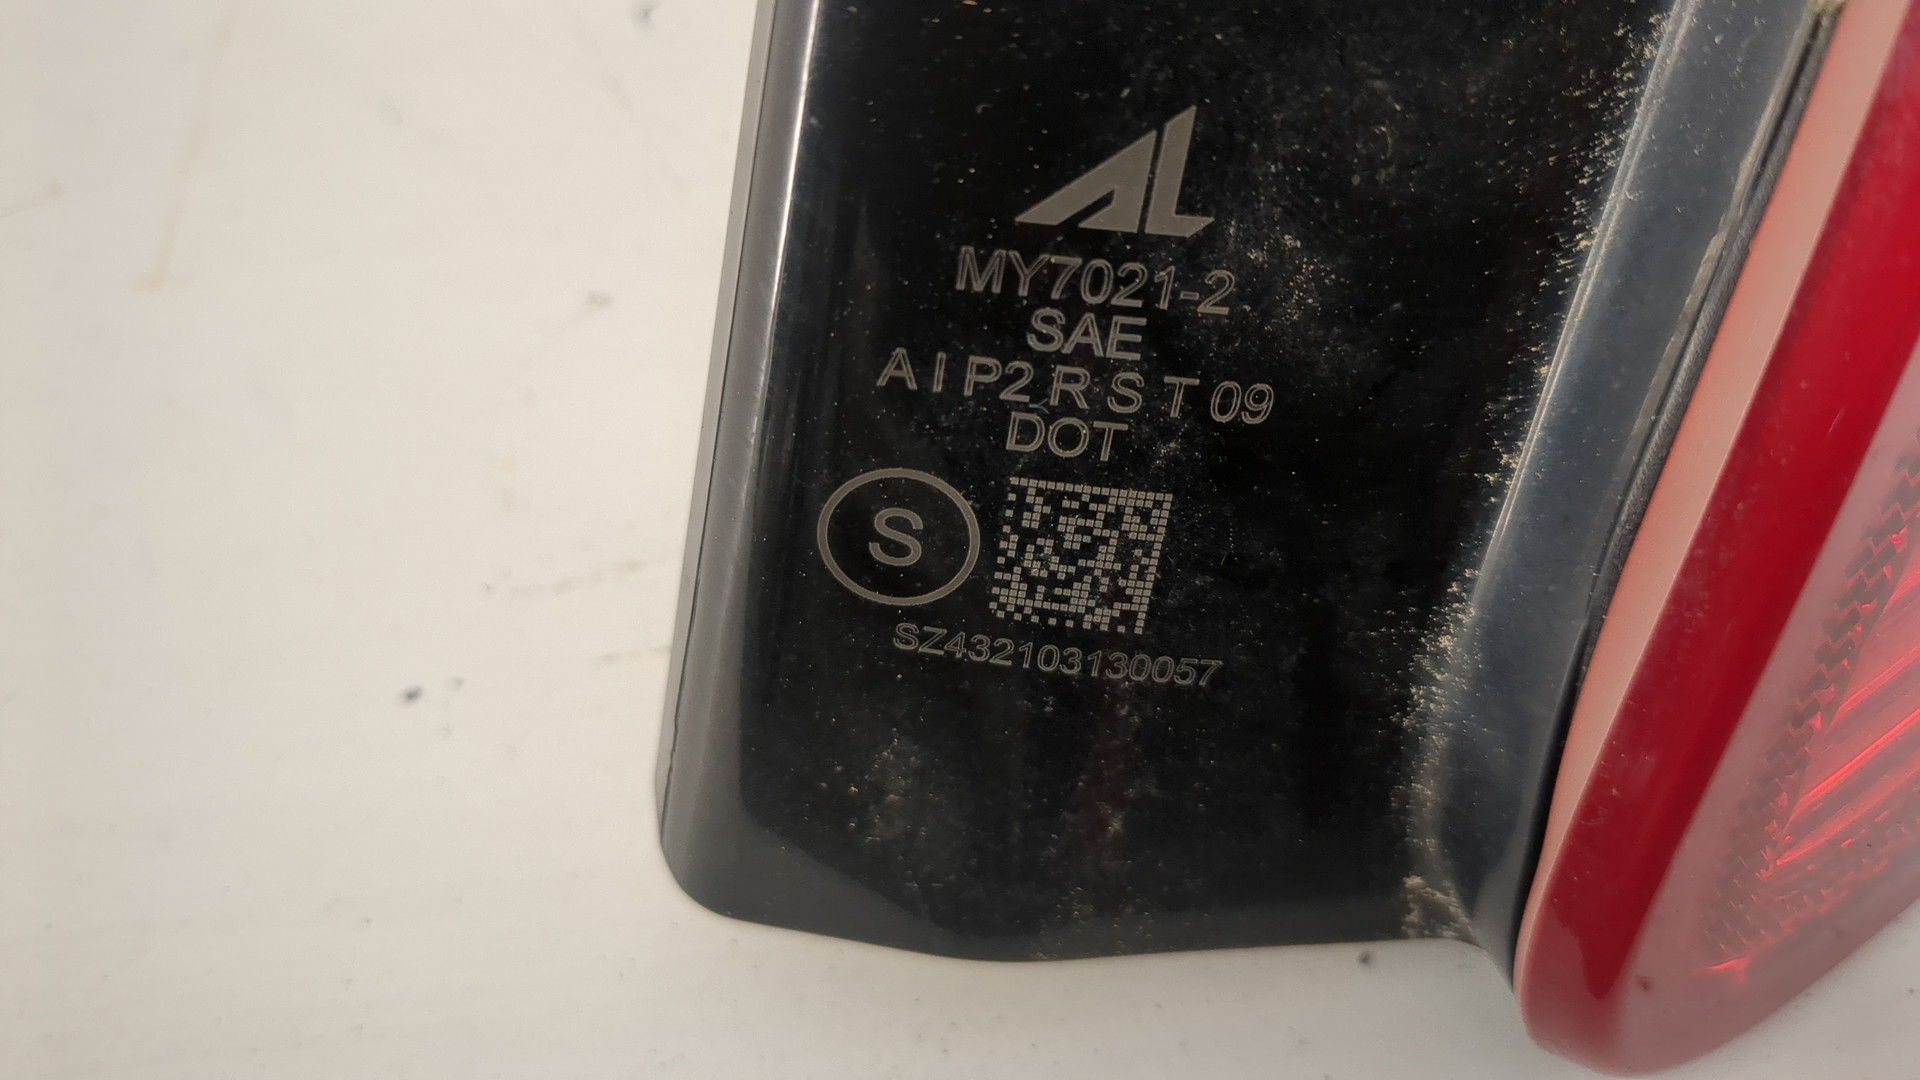 AL
MY7021-2
SAE
A I P2 R S T 09
DOT
S
SZ432103130057